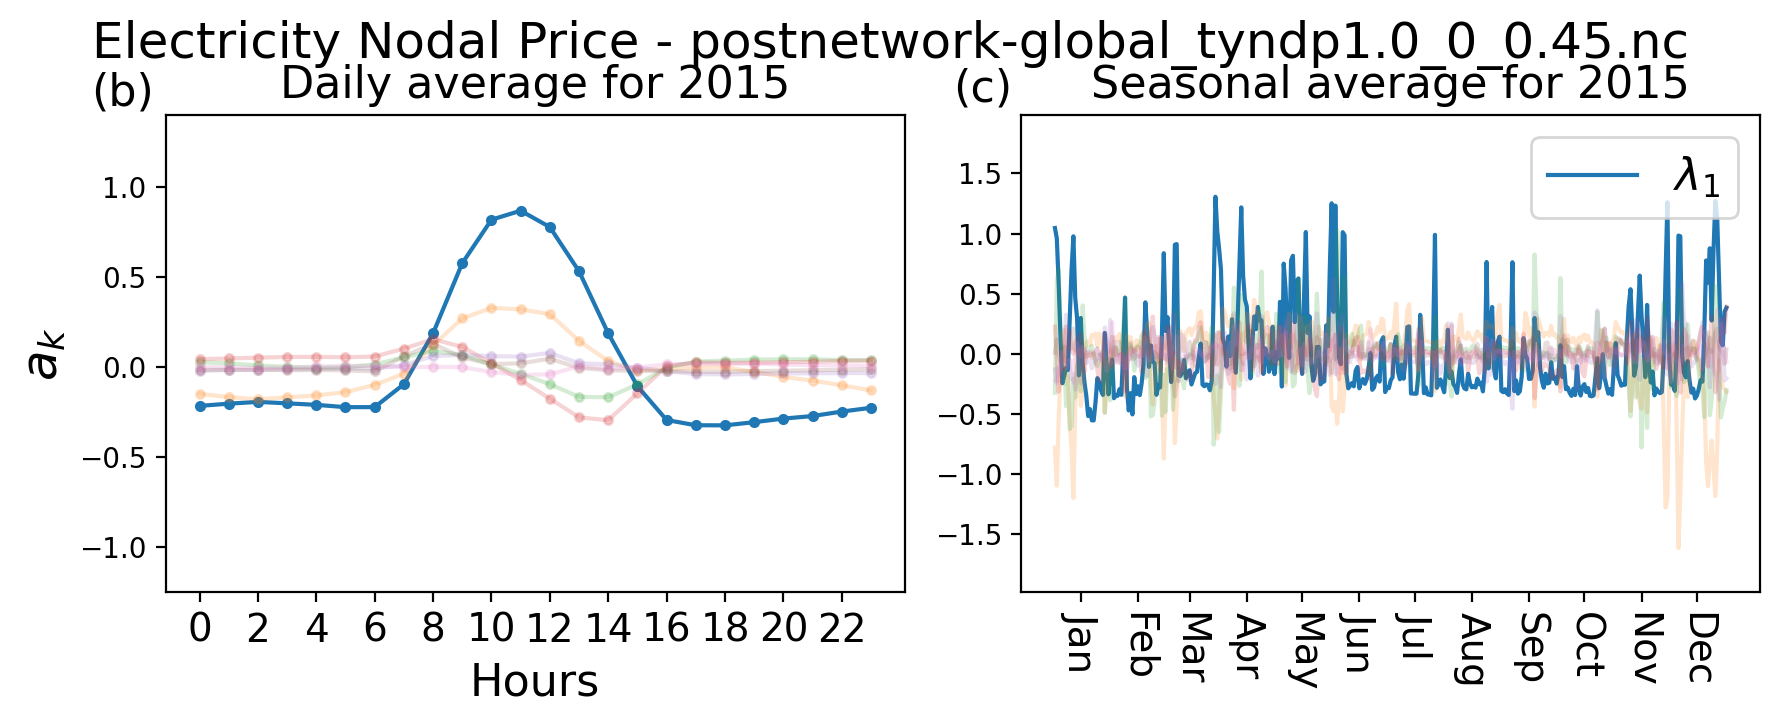 Electricity Nodal Price - postnetwork-global_tyndp1.0_0_0.45.nc
(b) Daily average for 2015
1.0
0.5
0.0
−0.5
−1.0
a_k
0 2 4 6 8 10 12 14 16 18 20 22
Hours
(c) Seasonal average for 2015
λ_1
1.5
1.0
0.5
0.0
−0.5
−1.0
−1.5
Jan Feb Mar Apr May Jun Jul Aug Sep Oct Nov Dec